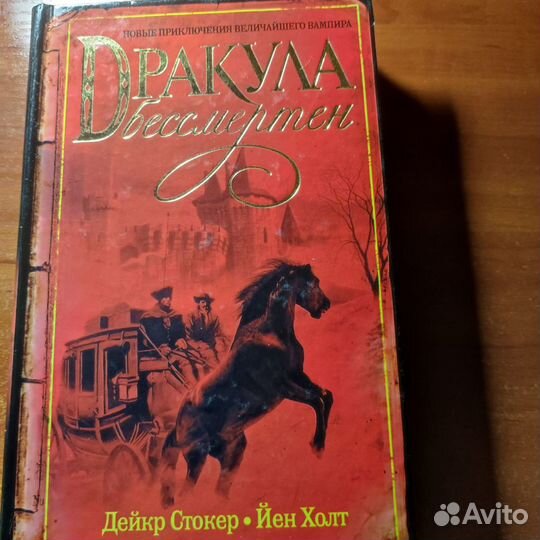 НОВЫЕ ПРИКЛЮЧЕНИЯ ВЕЛИЧАЙШЕГО ВАМПИРА
ДРАКУЛА
бессмертен
Дейкр Стокер • Йен Холт
Avito